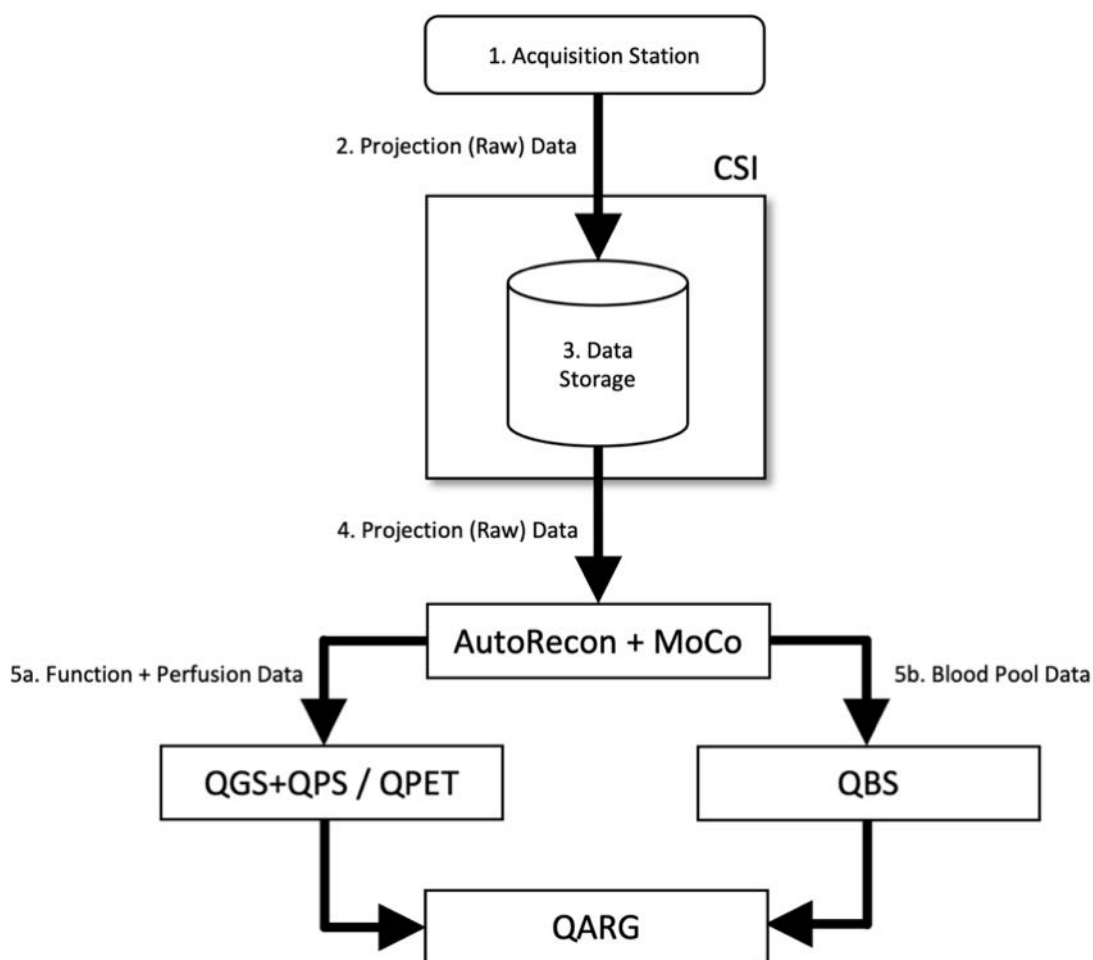 1. Acquisition Station
2. Projection (Raw) Data
CSI
3. Data
Storage
4. Projection (Raw) Data
AutoRecon + MoCo
5a. Function + Perfusion Data
5b. Blood Pool Data
QGS+QPS / QPET
QBS
QARG